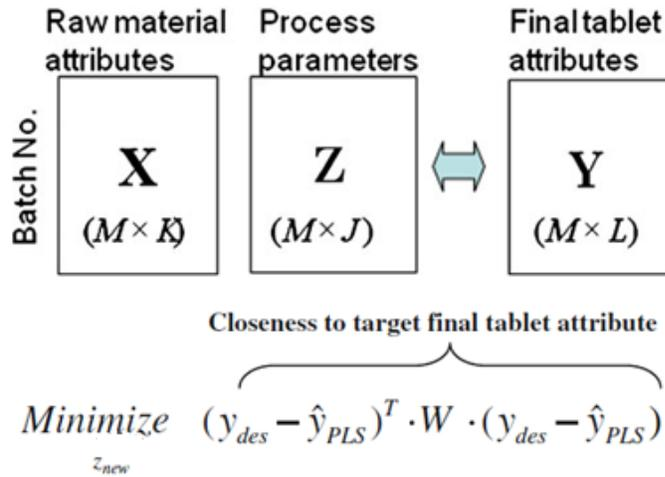 Raw material attributes Process parameters Final tablet attributes
Batch No.
X Z Y
(M × K) (M × J) (M × L)
Closeness to target final tablet attribute
Minimize (y_des − ŷ_PLS)^T · W · (y_des − ŷ_PLS)
z_new